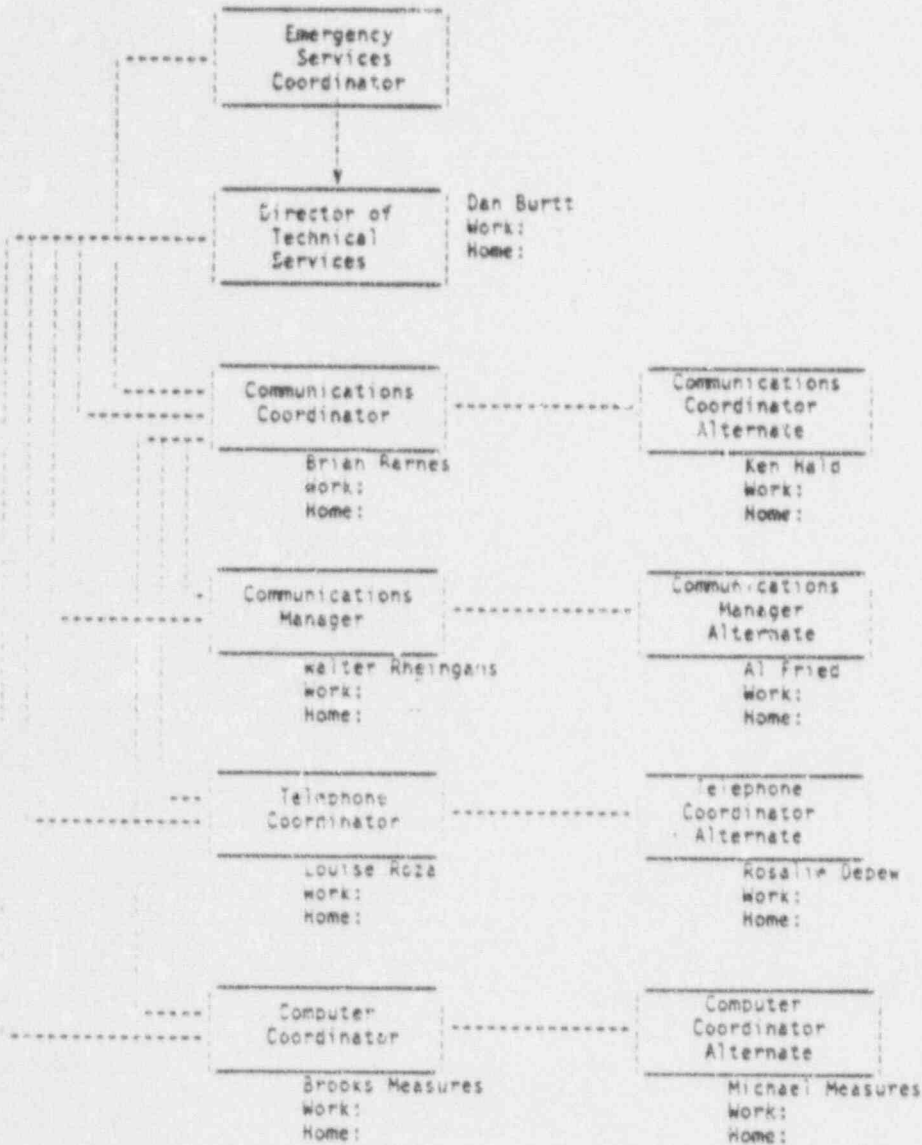 Emergency
Services
Coordinator
Director of
Technical
Services
Dan Burtt
Work:
Home:
Communications
Coordinator
Brian Barnes
Work:
Home:
Communications
Coordinator
Alternate
Ken Hald
Work:
Home:
Communications
Manager
Walter Rheingans
Work:
Home:
Communications
Manager
Alternate
Al Fried
Work:
Home:
Telephone
Coordinator
Louise Roza
Work:
Home:
Telephone
Coordinator
Alternate
Rosalie Depew
Work:
Home:
Computer
Coordinator
Brooks Measures
Work:
Home:
Computer
Coordinator
Alternate
Michael Measures
Work:
Home: